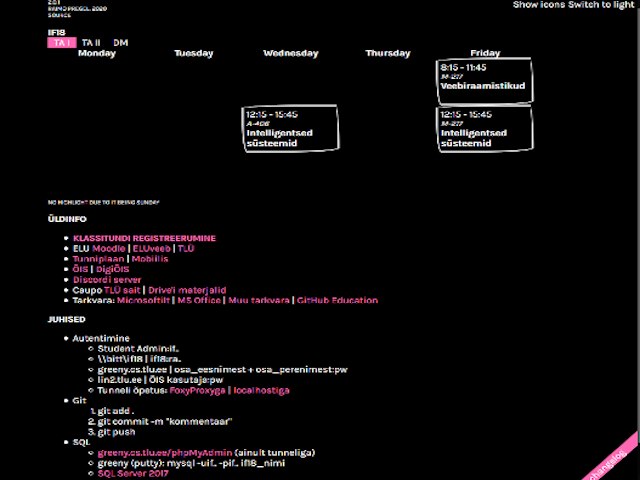 2.0.1
RAIMO PREGEL, 2020
SOURCE
Show icons Switch to light
IF18
TA I TA II DM
Monday Tuesday Wednesday Thursday Friday
8:15 - 11:45
M-217
Veebiraamistikud
12:15 - 15:45
A-406
Intelligentsed
süsteemid
12:15 - 15:45
M-217
Intelligentsed
süsteemid
NO HIGHLIGHT DUE TO IT BEING SUNDAY
ÜLDINFO
KLASSITUNDI REGISTREERUMINE
ELU Moodle | ELUveeb | TLÜ
Tunniplaan | Mobiilis
ÕIS | DigiÕIS
Discordi server
Caupo TLÜ sait | Drive'i materjalid
Tarkvara: Microsoftilt | MS Office | Muu tarkvara | GitHub Education
JUHISED
Autentimine
Student Admin:if..
\\bitt\if18 | if18:ra..
greeny.cs.tlu.ee | osa_eesnimest + osa_perenimest:pw
lin2.tlu.ee | ÕIS kasutaja:pw
Tunneli õpetus: FoxyProxyga | localhostiga
Git
1. git add .
2. git commit -m "kommentaar"
3. git push
SQL
greeny.cs.tlu.ee/phpMyAdmin (ainult tunneliga)
greeny (putty): mysql -uif.. -pif.. if18_nimi
SQL Server 2017
changelog